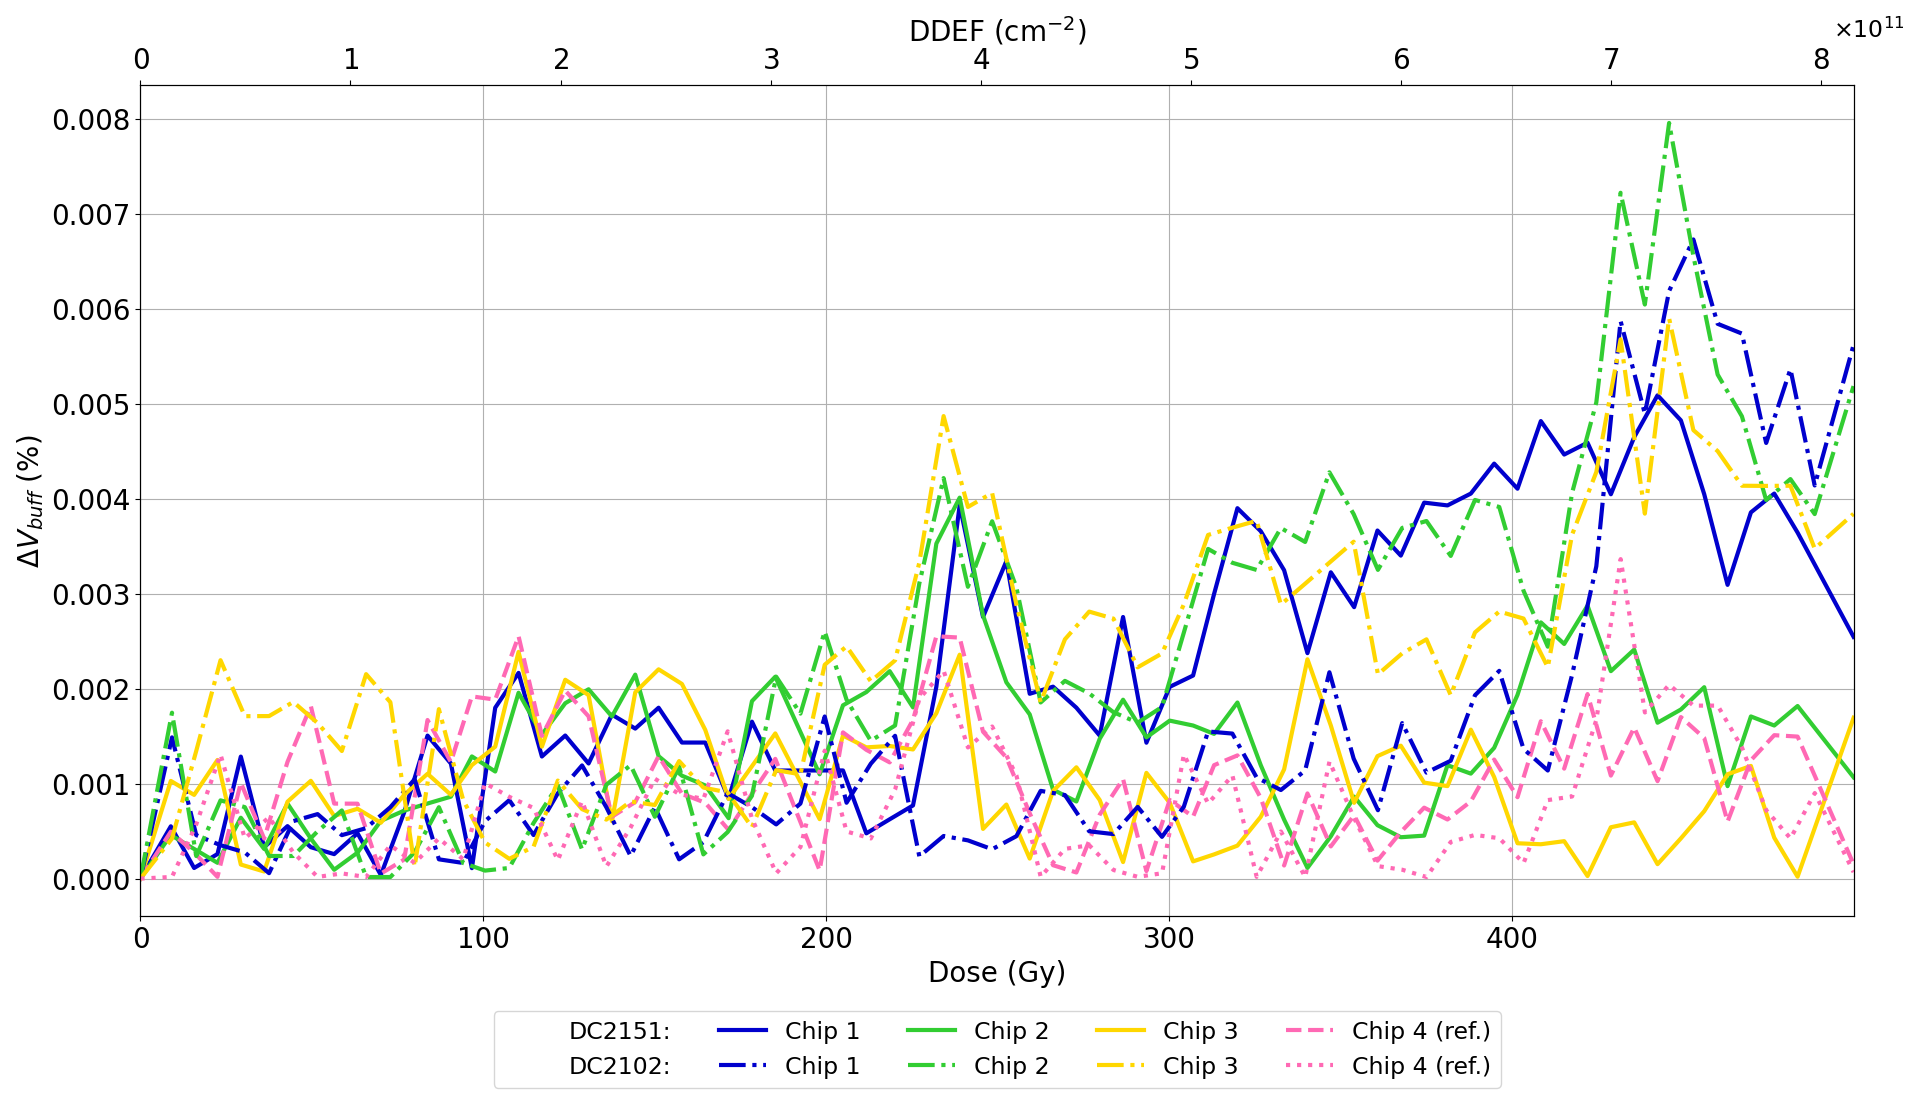 DDEF (cm⁻²)
×10¹¹
0 1 2 3 4 5 6 7 8
0.008
0.007
0.006
0.005
0.004
0.003
0.002
0.001
0.000
ΔV_buff (%)
0 100 200 300 400
Dose (Gy)
DC2151: Chip 1 Chip 2 Chip 3 Chip 4 (ref.)
DC2102: Chip 1 Chip 2 Chip 3 Chip 4 (ref.)